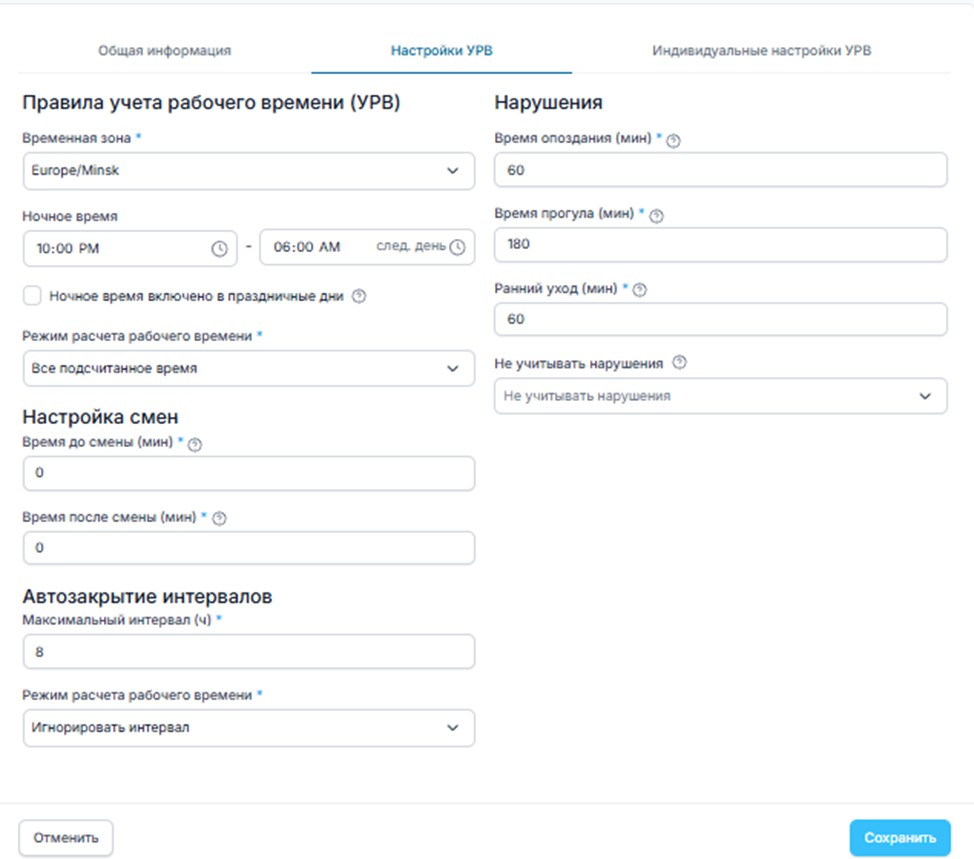 Общая информация
Настройки УРВ
Индивидуальные настройки УРВ
Правила учета рабочего времени (УРВ)
Временная зона *
Europe/Minsk
Ночное время
10:00 PM - 06:00 AM след. день
Ночное время включено в праздничные дни
Режим расчета рабочего времени *
Все подсчитанное время
Настройка смен
Время до смены (мин) *
0
Время после смены (мин) *
0
Автозакрытие интервалов
Максимальный интервал (ч) *
8
Режим расчета рабочего времени *
Игнорировать интервал
Нарушения
Время опоздания (мин) *
60
Время прогула (мин) *
180
Ранний уход (мин) *
60
Не учитывать нарушения
Не учитывать нарушения
Отменить
Сохранить